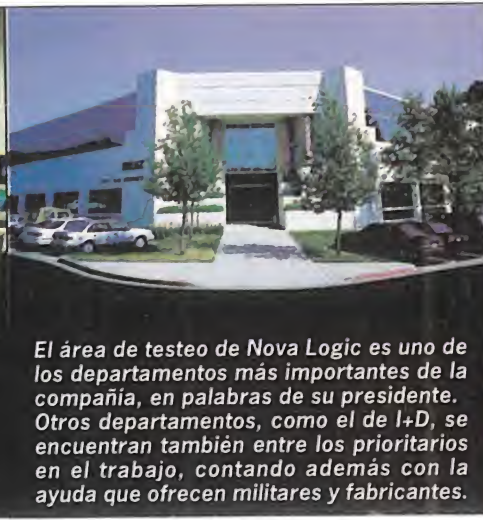 El área de testeo de Nova Logic es uno de
los departamentos más importantes de la
compañía, en palabras de su presidente.
Otros departamentos, como el de I+D, se
encuentran también entre los prioritarios
en el trabajo, contando además con la
ayuda que ofrecen militares y fabricantes.